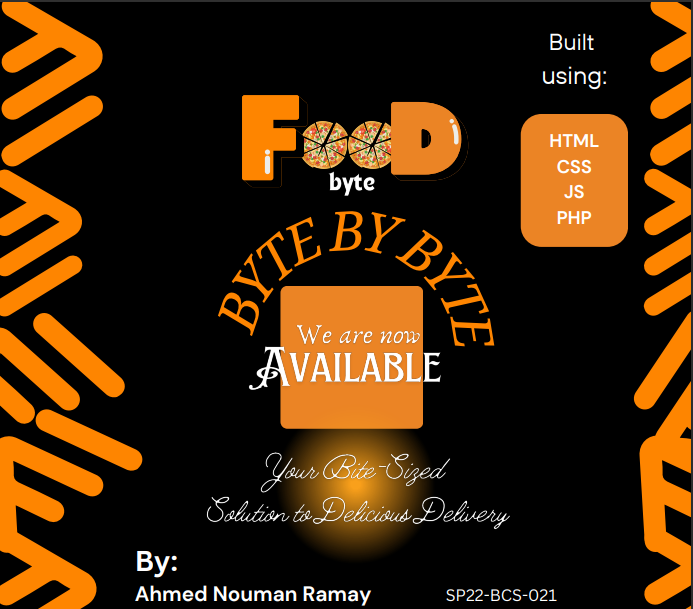 Built
using:
FOOD
byte
HTML
CSS
JS
PHP
BYTE BY BYTE
We are now
AVAILABLE
Your Bite-Sized
Solution to Delicious Delivery
By:
Ahmed Nouman Ramay
SP22-BCS-021